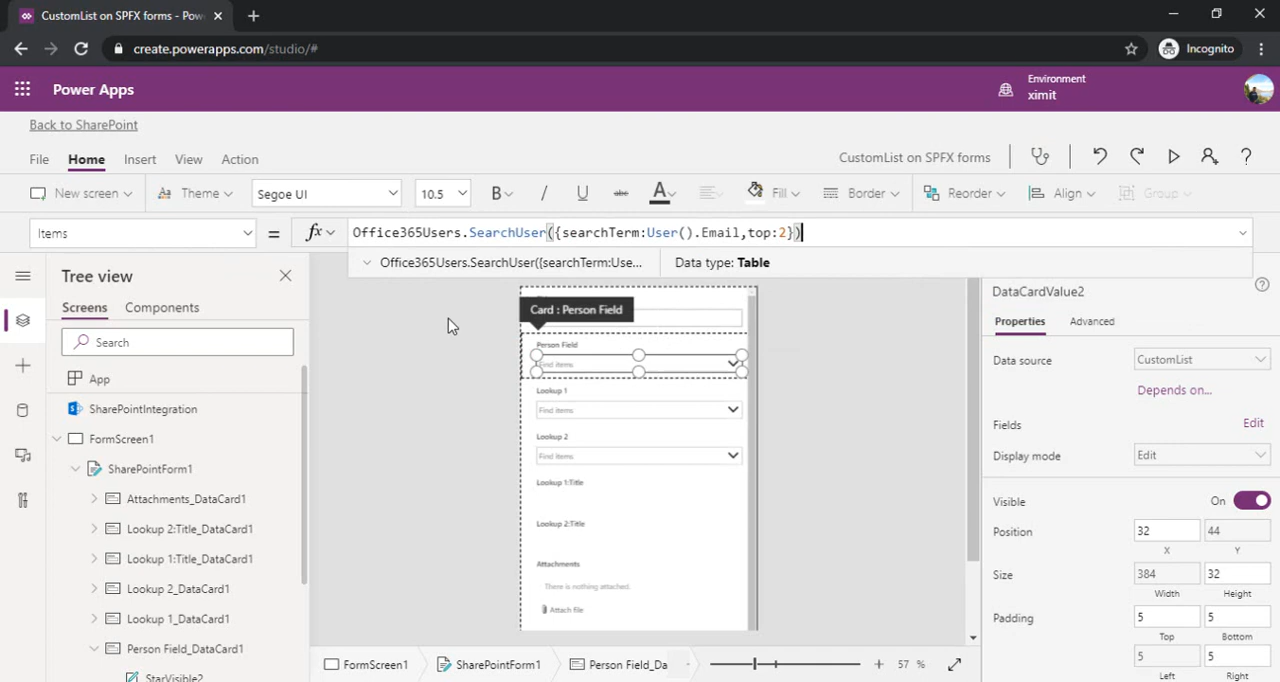 CustomList on SPFX forms - Pow
create.powerapps.com/studio/#
Incognito
Power Apps
Environment
ximit
Back to SharePoint
File Home Insert View Action
CustomList on SPFX forms
New screen Theme Segoe UI 10.5 B / U abc A Fill Border Reorder Align Group
Items = fx Office365Users.SearchUser({searchTerm:User().Email,top:2})
Office365Users.SearchUser({searchTerm:Use... Data type: Table
Tree view
Screens Components
Search
App
SharePointIntegration
FormScreen1
SharePointForm1
Attachments_DataCard1
Lookup 2:Title_DataCard1
Lookup 1:Title_DataCard1
Lookup 2_DataCard1
Lookup 1_DataCard1
Person Field_DataCard1
StarVisible2
Card : Person Field
Person Field
Find items
Lookup 1
Find items
Lookup 2
Find items
Lookup 1:Title
Lookup 2:Title
Attachments
There is nothing attached.
Attach file
FormScreen1 SharePointForm1 Person Field_Da 57 %
DataCardValue2
Properties Advanced
Data source CustomList
Depends on...
Fields Edit
Display mode Edit
Visible On
Position 32 44
X Y
Size 384 32
Width Height
Padding 5 5
Top Bottom
5 5
Left Right